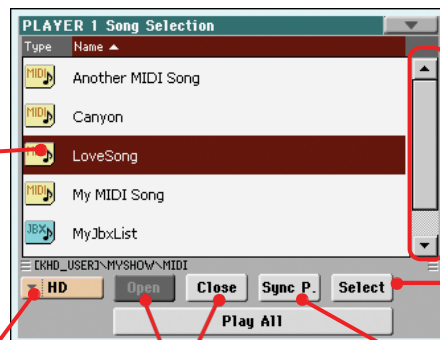 PLAYER 1 Song Selection
Type Name
MIDI Another MIDI Song
MIDI Canyon
MIDI LoveSong
MIDI My MIDI Song
JBX MyJbxList
[KHD_USER]\MYSHOW\MIDI
HD Open Close Sync P. Select
Play All